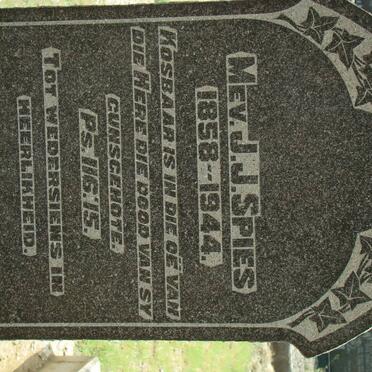 MEV. J. J. SPIES
1858-1944.
KOSBAAR IS IN DIE OË VAN
DIE HERE DIE DOOD VAN SY
GUNSGENOTE.
PS. 116:15.
TOT WEDERSIENS IN
HEERLIKHEID.